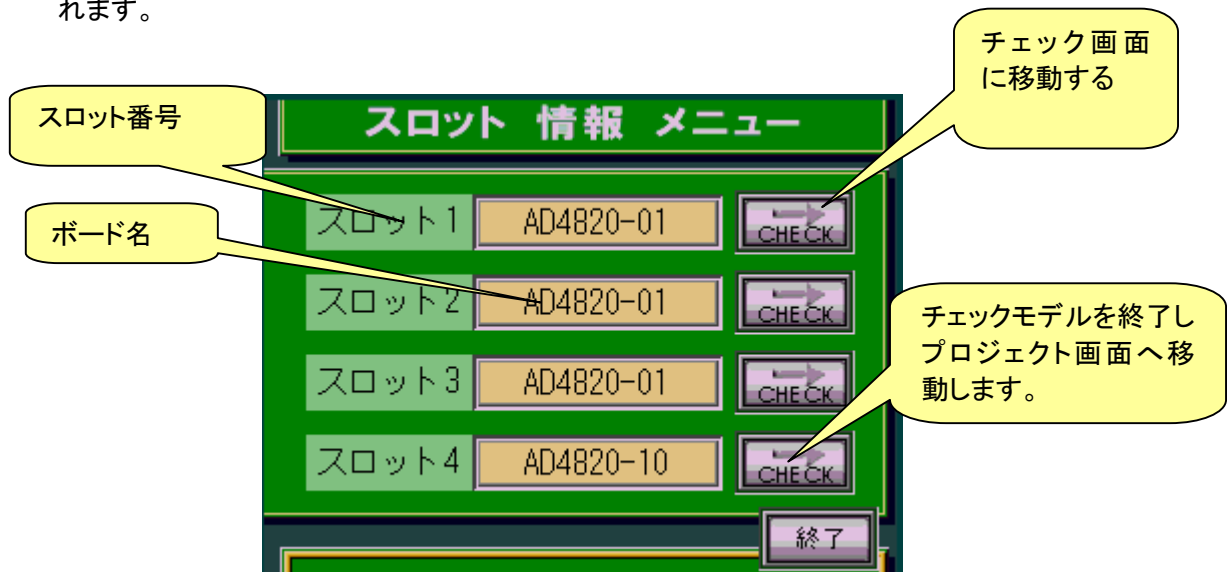 れます。
チェック画面
に移動する
スロット番号
スロット 情報 メニュー
スロット1 AD4820-01 CHECK
ボード名
スロット2 AD4820-01 CHECK
チェックモデルを終了し
プロジェクト画面へ移
動します。
スロット3 AD4820-01 CHECK
スロット4 AD4820-10 CHECK
終了